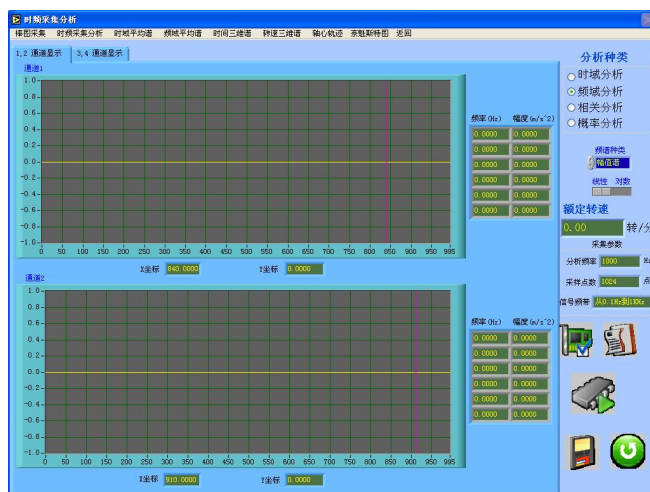 时频采集分析
棒图采集 时频采集分析 时域平均谱 频域平均谱 时间三维谱 转速三维谱 轴心轨迹 奈魁斯特图 返回
1,2 通道显示 3,4 通道显示
通道1
1.0
0.8
0.6
0.4
0.2
0.0
-0.2
-0.4
-0.6
-0.8
-1.0
0 50 100 150 200 250 300 350 400 450 500 550 600 650 700 750 800 850 900 950 995
X坐标 840.0000 Y坐标 0.0000
频率(Hz) 幅度(m/s^2)
0.0000 0.0000
0.0000 0.0000
0.0000 0.0000
0.0000 0.0000
0.0000 0.0000
0.0000 0.0000
通道2
1.0
0.8
0.6
0.4
0.2
0.0
-0.2
-0.4
-0.6
-0.8
-1.0
0 50 100 150 200 250 300 350 400 450 500 550 600 650 700 750 800 850 900 950 995
X坐标 910.0000 Y坐标 0.0000
频率(Hz) 幅度(m/s^2)
0.0000 0.0000
0.0000 0.0000
0.0000 0.0000
0.0000 0.0000
0.0000 0.0000
0.0000 0.0000
分析种类
时域分析
频域分析
相关分析
概率分析
频谱种类
幅值谱
线性 对数
额定转速
0.00 转/分
采集参数
分析频率 1000 Hz
采样点数 1024 点
信号频带 从0.1Hz到1KHz